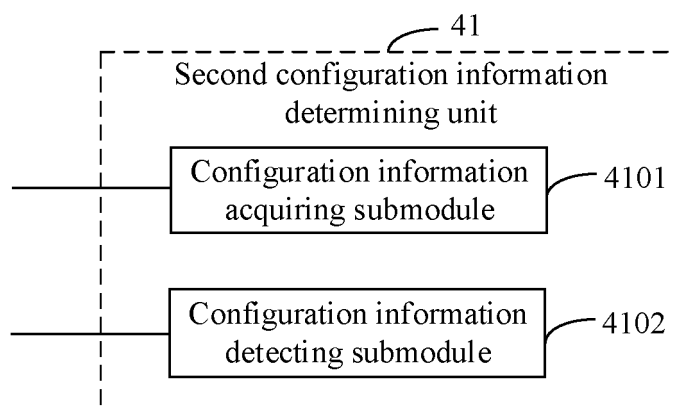 41
Second configuration information
determining unit
Configuration information
acquiring submodule
4101
Configuration information
detecting submodule
4102